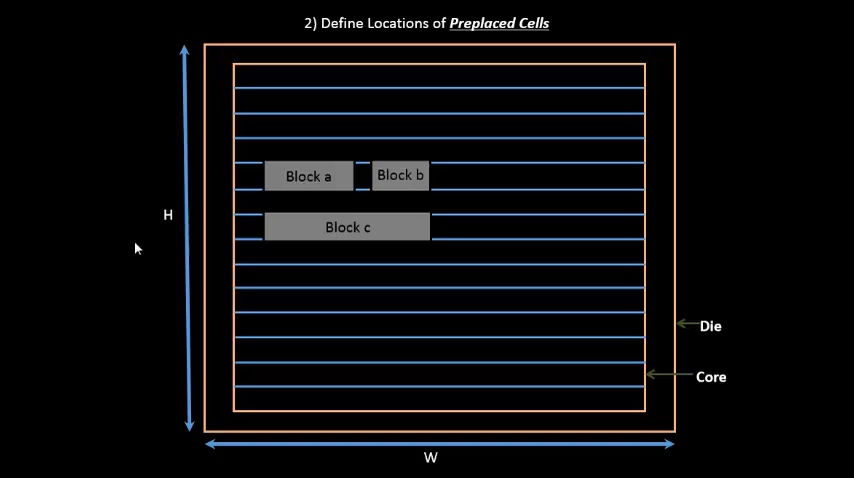 2) Define Locations of Preplaced Cells
Block a
Block b
H
Block c
Die
Core
W